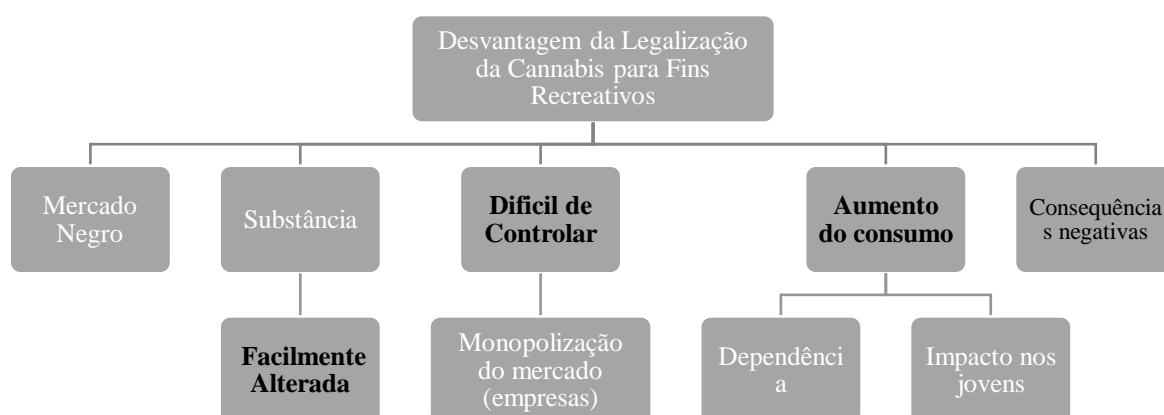 Desvantagem da Legalização
da Cannabis para Fins
Recreativos
Mercado
Negro
Substância
Dificil de
Controlar
Aumento
do consumo
Consequência
s negativas
Facilmente
Alterada
Monopolização
do mercado
(empresas)
Dependênci
a
Impacto nos
jovens